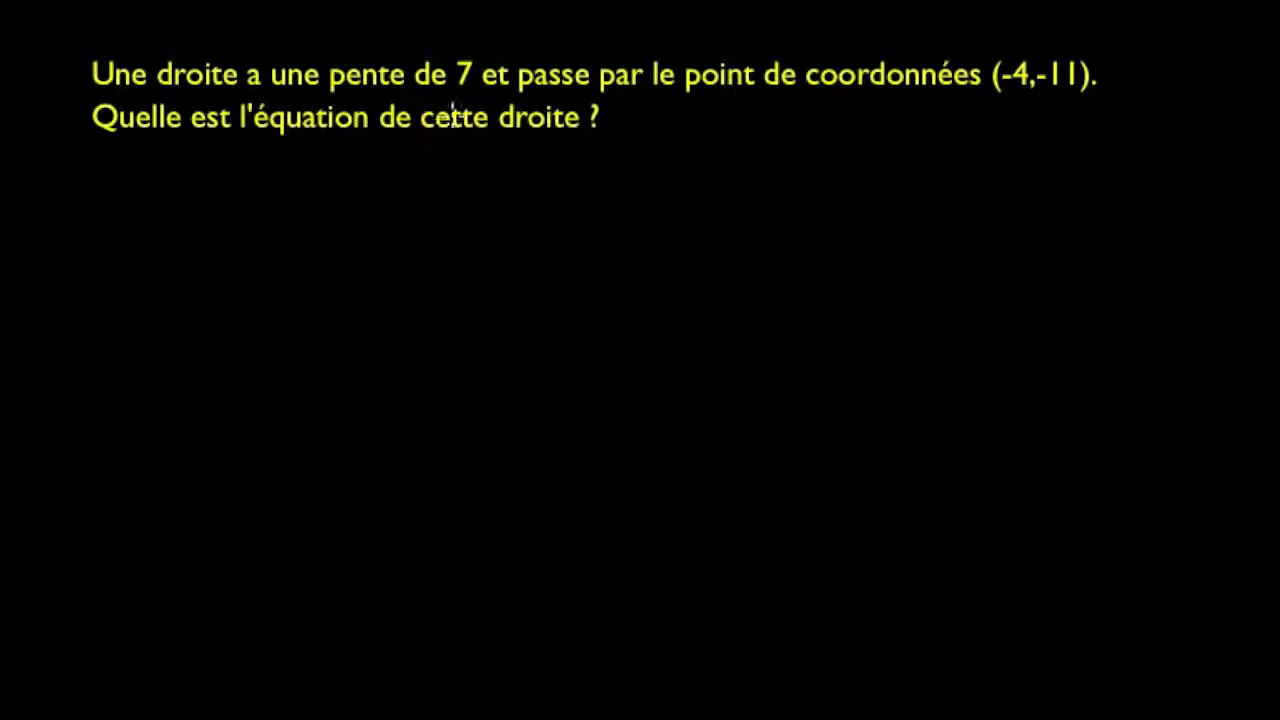 Une droite a une pente de 7 et passe par le point de coordonnées (-4,-11).
Quelle est l'équation de cette droite ?